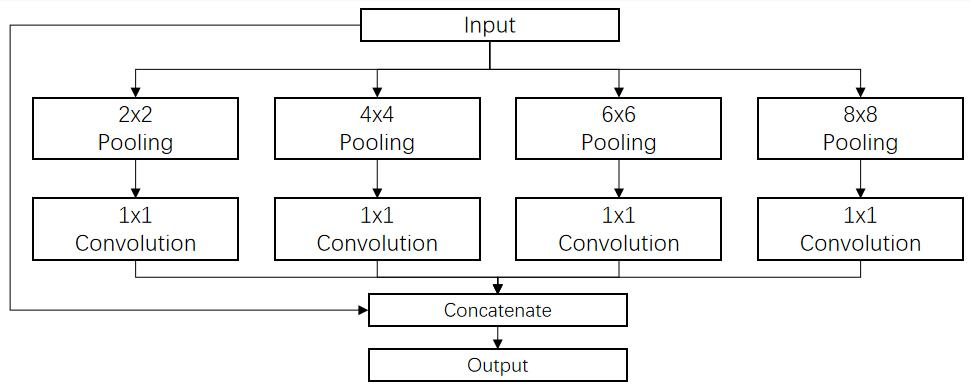 Input
2x2
Pooling
4x4
Pooling
6x6
Pooling
8x8
Pooling
1x1
Convolution
1x1
Convolution
1x1
Convolution
1x1
Convolution
Concatenate
Output